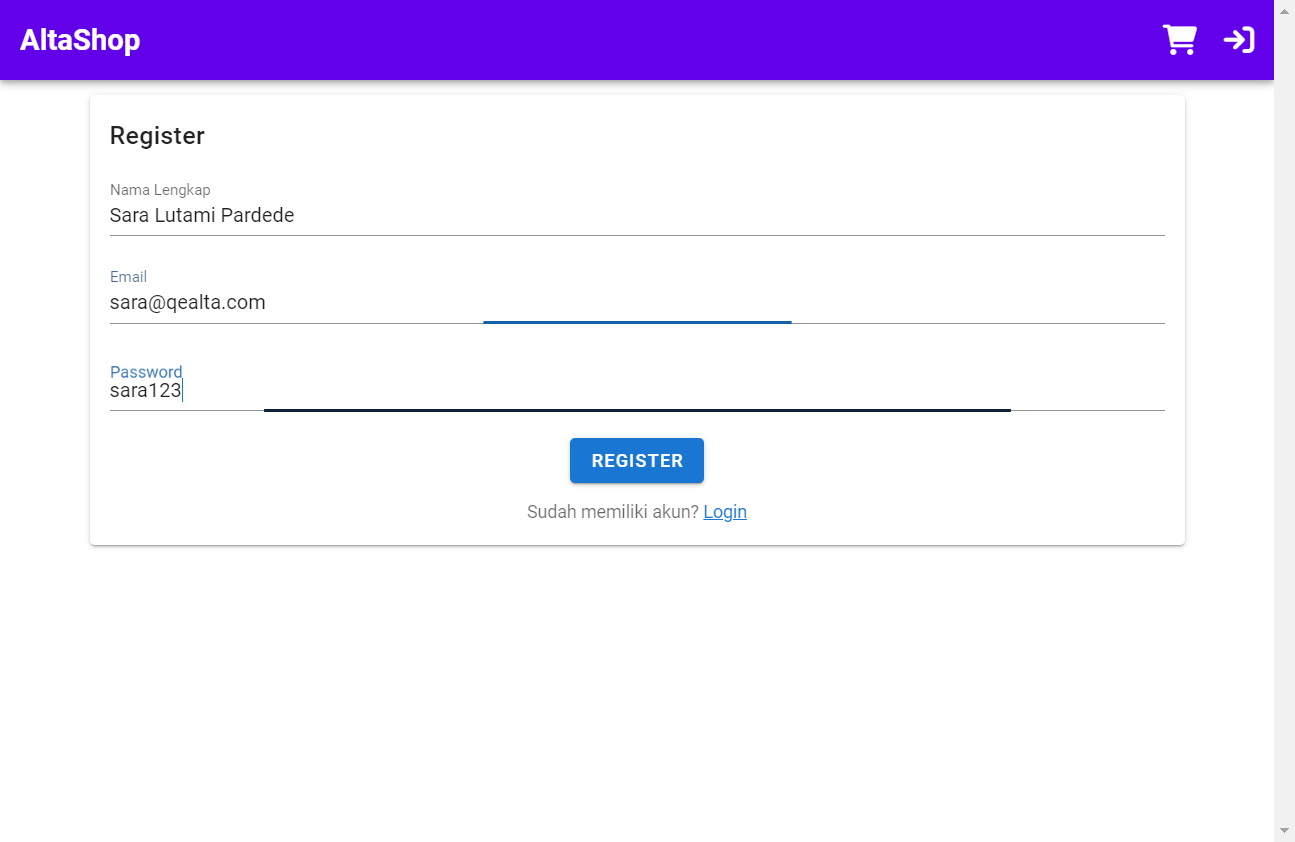 AltaShop
Register
Nama Lengkap
Sara Lutami Pardede
Email
sara@qealta.com
Password
sara123
REGISTER
Sudah memiliki akun? Login